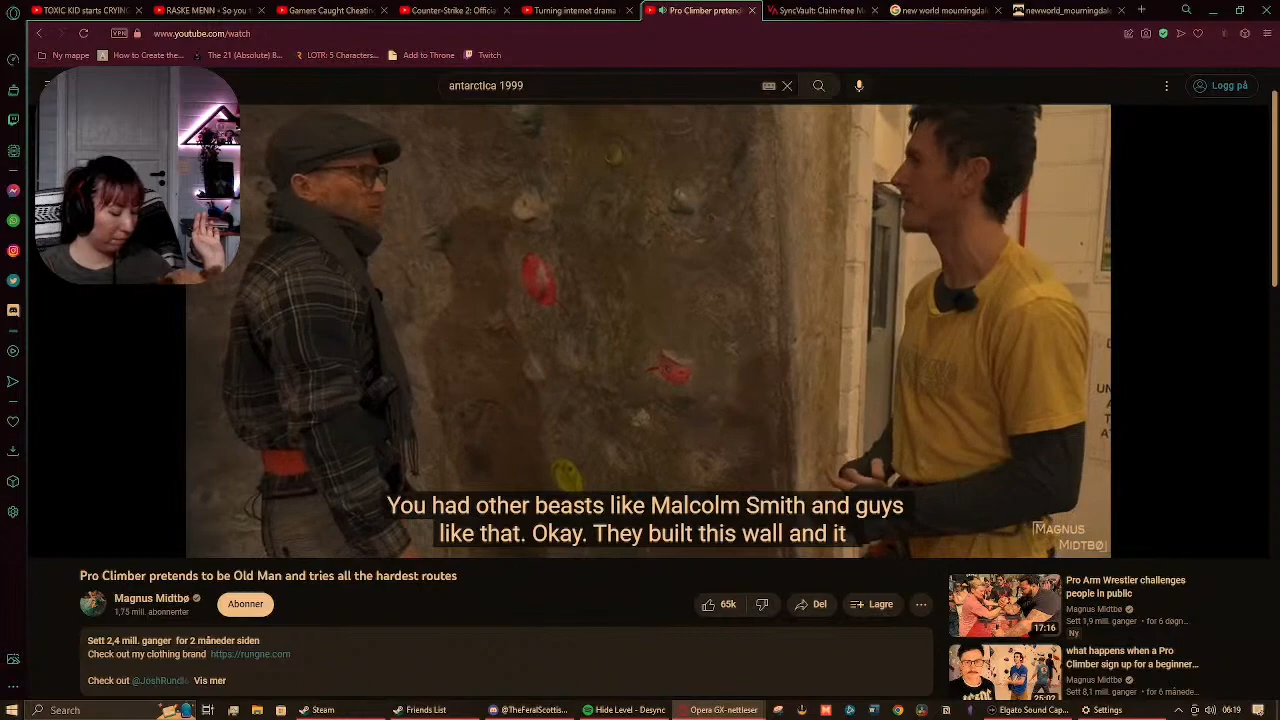 TOXIC KID starts CRYIN
RASKE MENN - So you
Gamers Caught Cheatin
Counter-Strike 2: Offici
Turning internet drama
Pro Climber pretend
SyncVault: Claim-free M
new world mourningdal
newworld_mourningdal
VPN
www.youtube.com/watch
Ny mappe
How to Create the...
The 21 (Absolute) B...
LOTR: 5 Characters...
Add to Throne
Twitch
antarctica 1999
Logg på
You had other beasts like Malcolm Smith and guys
like that. Okay. They built this wall and it
MAGNUS
MIDTBØ
Pro Climber pretends to be Old Man and tries all the hardest routes
Magnus Midtbø
1,75 mill. abonnenter
Abonner
65k
Del
Lagre
Sett 2,4 mill. ganger for 2 måneder siden
Check out my clothing brand https://rungne.com
Check out @JoshRundl Vis mer
17:16
Pro Arm Wrestler challenges
people in public
Magnus Midtbø
Sett 1,9 mill. ganger • for 6 døgn...
Ny
25:02
what happens when a Pro
Climber sign up for a beginner...
Magnus Midtbø
Sett 8,1 mill. ganger • for 6 månede...
Search
Steam
Friends List
@TheFeralScottis...
Hide Level - Desync
Opera GX-nettleser
Elgato Sound Cap...
Settings
06:39